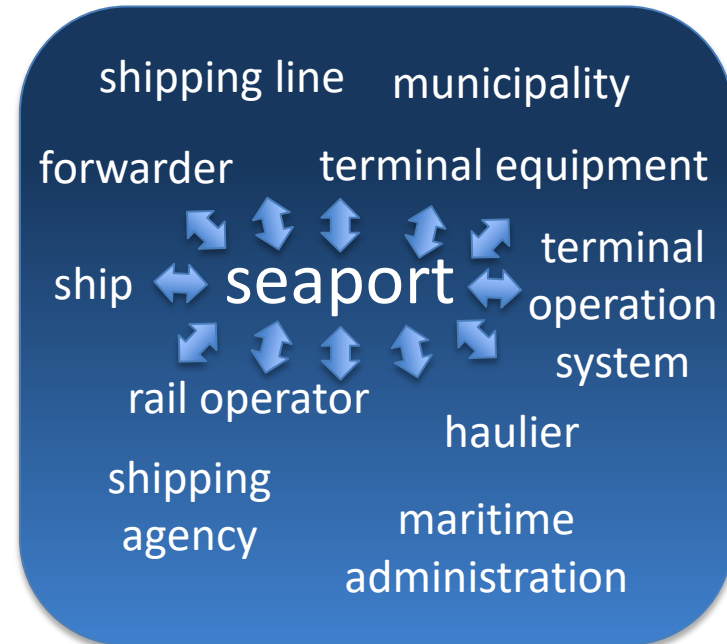 shipping line
municipality
forwarder
terminal equipment
ship
seaport
terminal
operation
system
rail operator
haulier
shipping
agency
maritime
administration